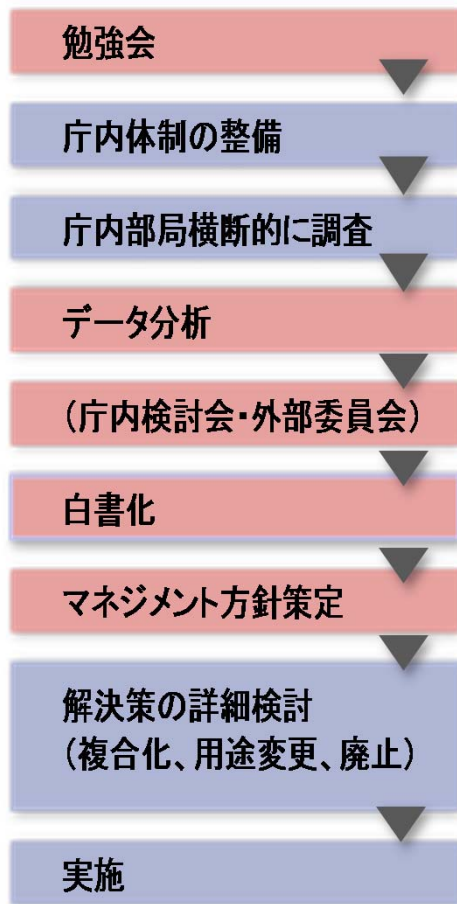 勉強会
庁内体制の整備
庁内部局横断的に調査
データ分析
（庁内検討会・外部委員会）
白書化
マネジメント方針策定
解決策の詳細検討
（複合化、用途変更、廃止）
実施